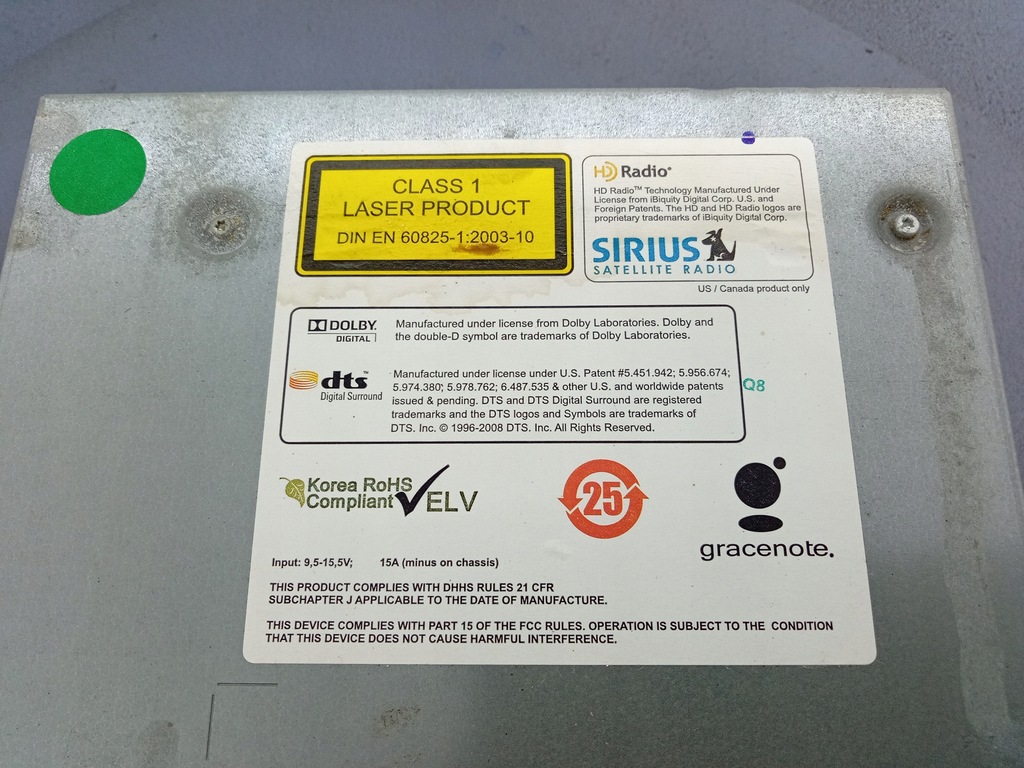 CLASS 1
LASER PRODUCT
DIN EN 60825-1:2003-10
HD Radio®
HD Radio™ Technology Manufactured Under
License from iBiquity Digital Corp. U.S. and
Foreign Patents. The HD and HD Radio logos are
proprietary trademarks of iBiquity Digital Corp.
SIRIUS
SATELLITE RADIO
US / Canada product only
DOLBY
DIGITAL
Manufactured under license from Dolby Laboratories. Dolby and
the double-D symbol are trademarks of Dolby Laboratories.
dts™
Digital Surround
Manufactured under license under U.S. Patent #5.451.942; 5.956.674;
5.974.380; 5.978.762; 6.487.535 & other U.S. and worldwide patents
issued & pending. DTS and DTS Digital Surround are registered
trademarks and the DTS logos and Symbols are trademarks of
DTS. Inc. © 1996-2008 DTS. Inc. All Rights Reserved.
Q8
Korea RoHS
Compliant
ELV
25
gracenote.
Input: 9,5-15,5V; 15A (minus on chassis)
THIS PRODUCT COMPLIES WITH DHHS RULES 21 CFR
SUBCHAPTER J APPLICABLE TO THE DATE OF MANUFACTURE.
THIS DEVICE COMPLIES WITH PART 15 OF THE FCC RULES. OPERATION IS SUBJECT TO THE CONDITION
THAT THIS DEVICE DOES NOT CAUSE HARMFUL INTERFERENCE.